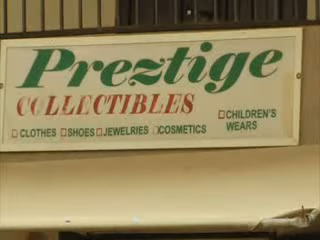 Preztige
COLLECTIBLES
CLOTHES SHOES JEWELRIES COSMETICS
CHILDREN'S
WEARS